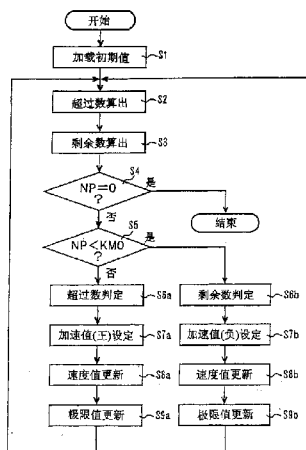 开始
加载初期值 S1
超过数算出 S2
剩余数算出 S3
S4
NP=0
?
是
否
结束
S5
NP<KM0
?
是
否
超过数判定 S6a
剩余数判定 S6b
加速值(王)设定 S7a
加速值(负)设定 S7b
速度值更新 S8a
速度值更新 S8b
极限值更新 S9a
极限值更新 S9b